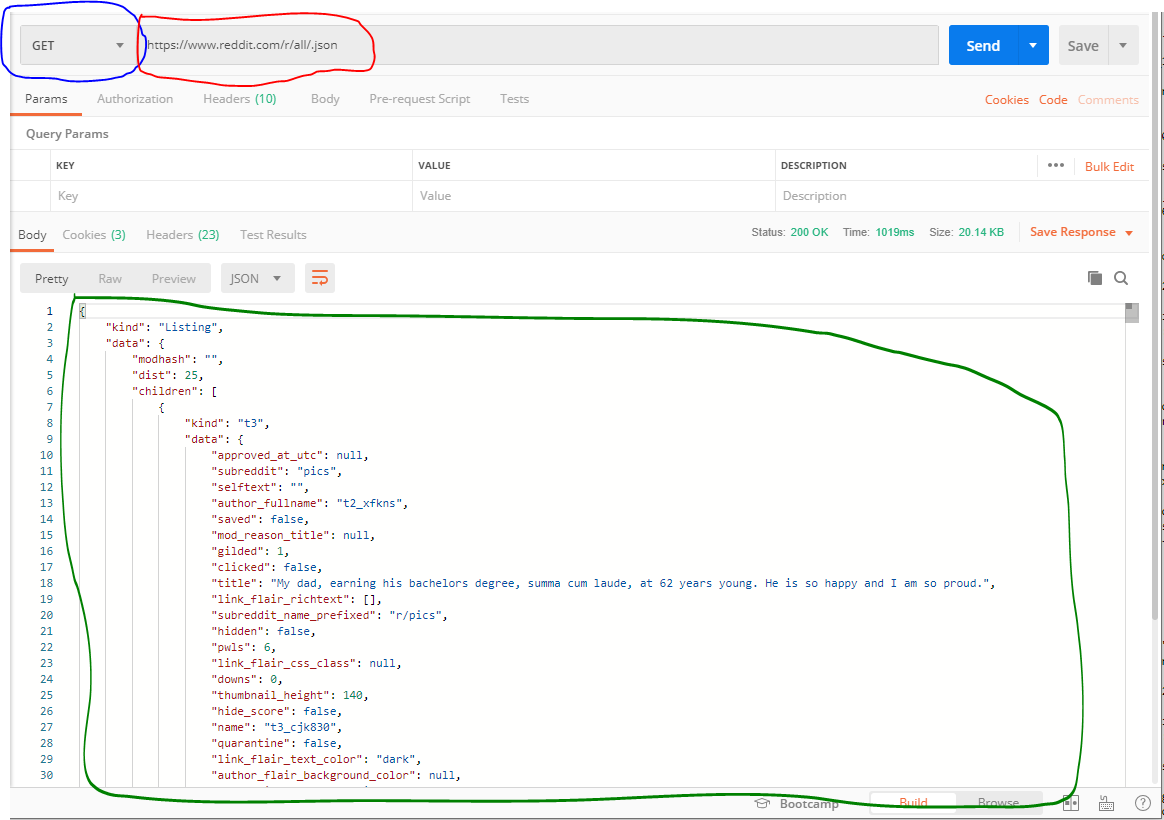 GET https://www.reddit.com/r/all/.json Send Save
Params Authorization Headers (10) Body Pre-request Script Tests Cookies Code Comments
Query Params
KEY VALUE DESCRIPTION ••• Bulk Edit
Key Value Description
Body Cookies (3) Headers (23) Test Results Status: 200 OK Time: 1019ms Size: 20.14 KB Save Response
Pretty Raw Preview JSON
1 {
2 "kind": "Listing",
3 "data": {
4 "modhash": "",
5 "dist": 25,
6 "children": [
7 {
8 "kind": "t3",
9 "data": {
10 "approved_at_utc": null,
11 "subreddit": "pics",
12 "selftext": "",
13 "author_fullname": "t2_xfkns",
14 "saved": false,
15 "mod_reason_title": null,
16 "gilded": 1,
17 "clicked": false,
18 "title": "My dad, earning his bachelors degree, summa cum laude, at 62 years young. He is so happy and I am so proud.",
19 "link_flair_richtext": [],
20 "subreddit_name_prefixed": "r/pics",
21 "hidden": false,
22 "pwls": 6,
23 "link_flair_css_class": null,
24 "downs": 0,
25 "thumbnail_height": 140,
26 "hide_score": false,
27 "name": "t3_cjk830",
28 "quarantine": false,
29 "link_flair_text_color": "dark",
30 "author_flair_background_color": null,
Bootcamp Build Browse